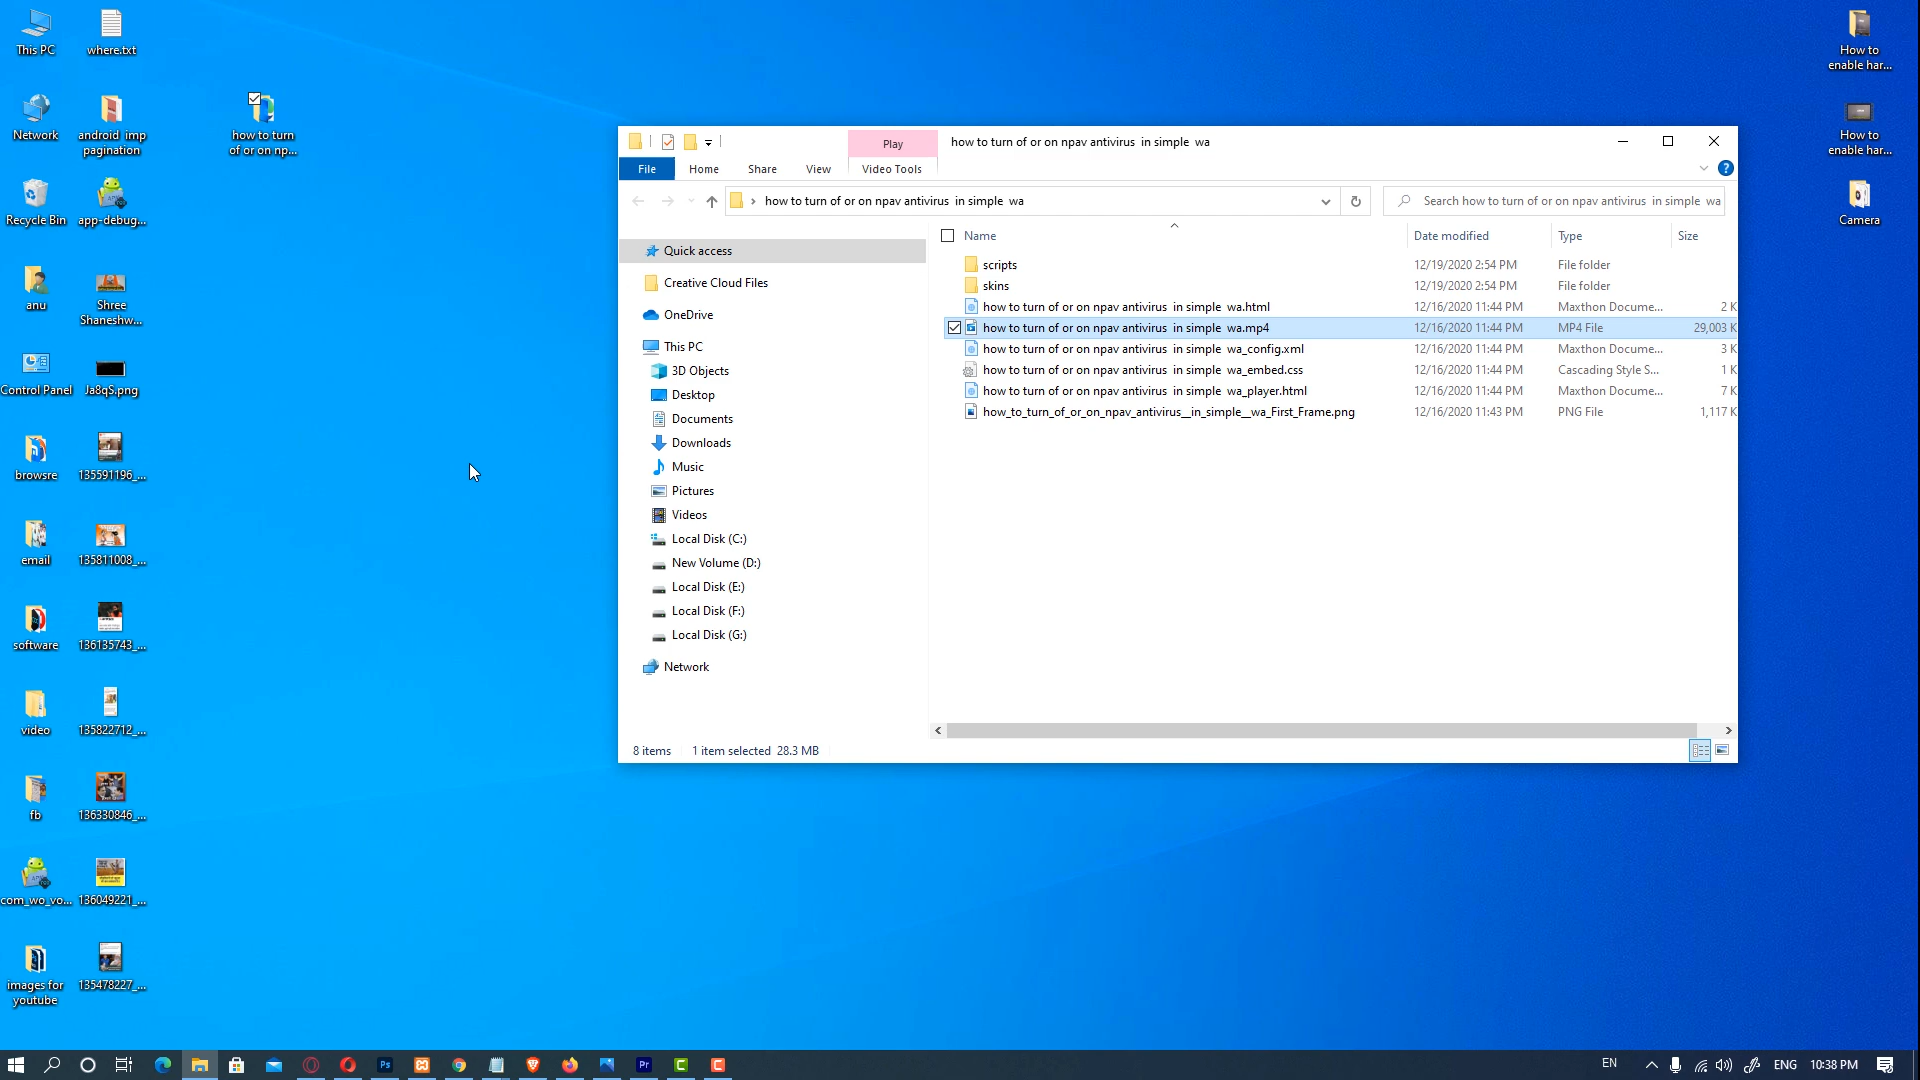 This PC
where.txt
Network
android imp
pagination
how to turn
of or on np...
Recycle Bin
app-debug...
anu
Shree
Shaneshw...
Control Panel
Ja8qS.png
browsre
135591196_...
email
135811008_...
software
136135743_...
video
135822712_...
fb
136330846_...
com_wo_vo...
136049221_...
images for
youtube
135478227_...
Play
how to turn of or on npav antivirus  in simple  wa
File
Home
Share
View
Video Tools
how to turn of or on npav antivirus  in simple  wa
Search how to turn of or on npav antivirus  in simple  wa
Quick access
Creative Cloud Files
OneDrive
This PC
3D Objects
Desktop
Documents
Downloads
Music
Pictures
Videos
Local Disk (C:)
New Volume (D:)
Local Disk (E:)
Local Disk (F:)
Local Disk (G:)
Network
Name Date modified Type Size
scripts 12/19/2020 2:54 PM File folder
skins 12/19/2020 2:54 PM File folder
how to turn of or on npav antivirus  in simple  wa.html 12/16/2020 11:44 PM Maxthon Docume... 2 K
how to turn of or on npav antivirus  in simple  wa.mp4 12/16/2020 11:44 PM MP4 File 29,003 K
how to turn of or on npav antivirus  in simple  wa_config.xml 12/16/2020 11:44 PM Maxthon Docume... 3 K
how to turn of or on npav antivirus  in simple  wa_embed.css 12/16/2020 11:44 PM Cascading Style S... 1 K
how to turn of or on npav antivirus  in simple  wa_player.html 12/16/2020 11:44 PM Maxthon Docume... 7 K
how_to_turn_of_or_on_npav_antivirus__in_simple__wa_First_Frame.png 12/16/2020 11:43 PM PNG File 1,117 K
8 items 1 item selected 28.3 MB
How to
enable har...
How to
enable har...
Camera
Ps
Pr
C
C
EN
ENG
10:38 PM